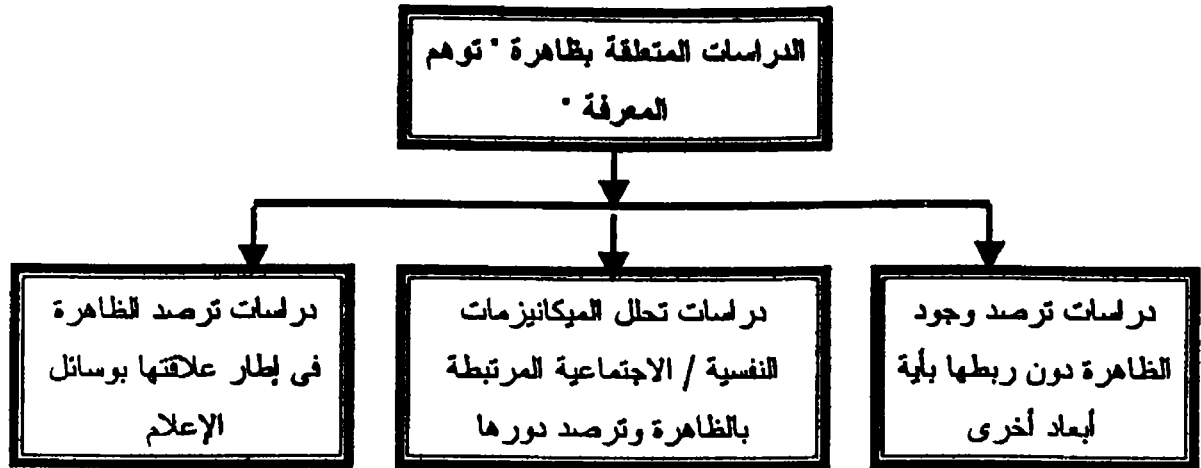 الدراسات المتعلقة بظاهرة " توهم
المعرفة "
دراسات ترصد وجود
الظاهرة دون ربطها بأية
أبعاد أخرى
دراسات تحلل الميكانيزمات
النفسية / الاجتماعية المرتبطة
بالظاهرة وترصد دورها
دراسات ترصد الظاهرة
فى إطار علاقتها بوسائل
الإعلام